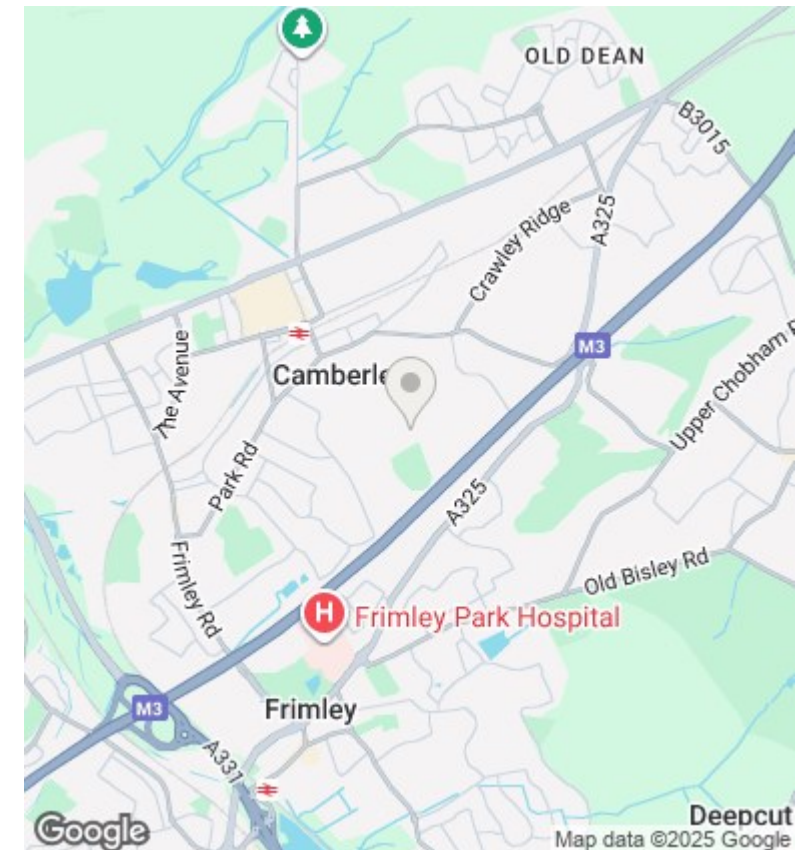 OLD DEAN
B3015
A325
Crawley Ridge
M3
The Avenue
Camberle
Upper Chobham R
Park Rd
A325
Frimley Rd
Old Bisley Rd
H
Frimley Park Hospital
M3
Frimley
A331
Deepcut
Google
Map data ©2025 Google